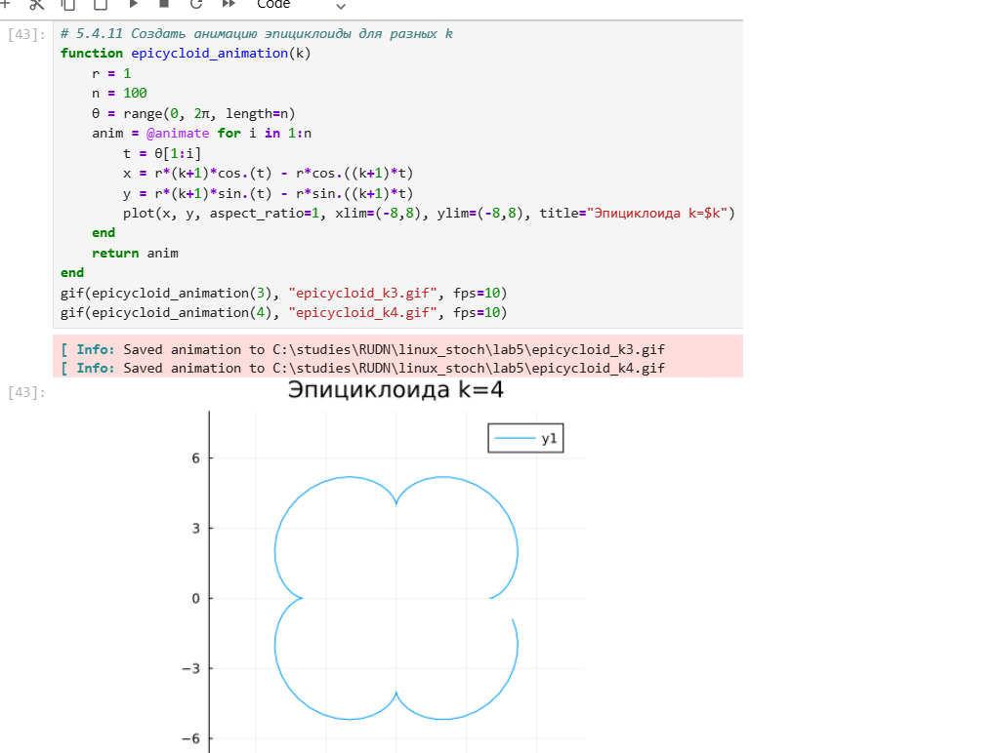 Code
[43]:
# 5.4.11 Создать анимацию эпициклоиды для разных k
function epicycloid_animation(k)
    r = 1
    n = 100
    θ = range(0, 2π, length=n)
    anim = @animate for i in 1:n
        t = θ[1:i]
        x = r*(k+1)*cos.(t) - r*cos.((k+1)*t)
        y = r*(k+1)*sin.(t) - r*sin.((k+1)*t)
        plot(x, y, aspect_ratio=1, xlim=(-8,8), ylim=(-8,8), title="Эпициклоида k=$k")
    end
    return anim
end
gif(epicycloid_animation(3), "epicycloid_k3.gif", fps=10)
gif(epicycloid_animation(4), "epicycloid_k4.gif", fps=10)
[ Info: Saved animation to C:\studies\RUDN\linux_stoch\lab5\epicycloid_k3.gif
[ Info: Saved animation to C:\studies\RUDN\linux_stoch\lab5\epicycloid_k4.gif
[43]:
Эпициклоида k=4
y1
6
3
0
−3
−6